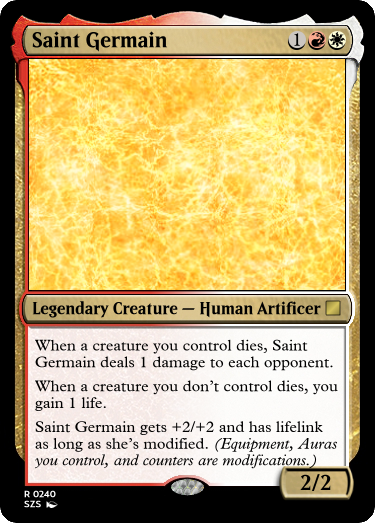 Saint Germain 1
Legendary Creature — Human Artificer
When a creature you control dies, Saint
Germain deals 1 damage to each opponent.
When a creature you don't control dies, you
gain 1 life.
Saint Germain gets +2/+2 and has lifelink
as long as she's modified. (Equipment, Auras
you control, and counters are modifications.)
2/2
R 0240
SZS